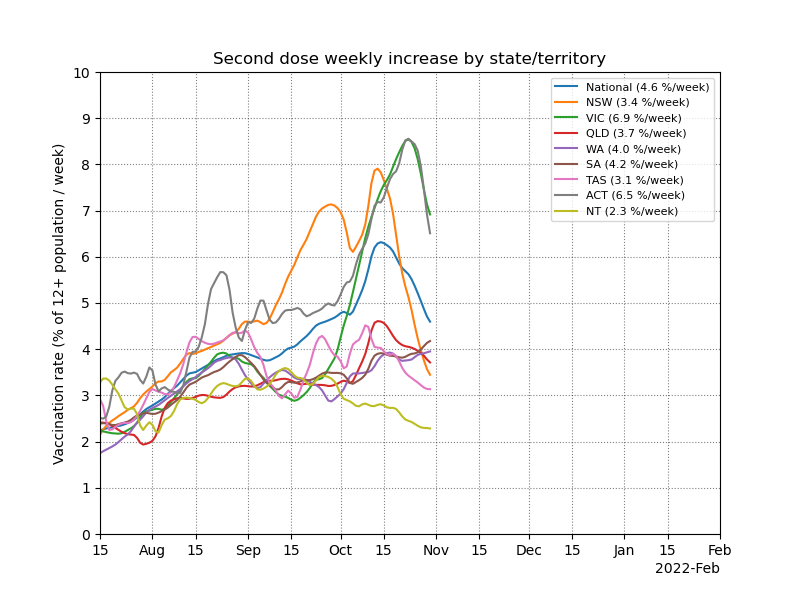 Second dose weekly increase by state/territory
Vaccination rate (% of 12+ population / week)
10
9
8
7
6
5
4
3
2
1
0
National (4.6 %/week)
NSW (3.4 %/week)
VIC (6.9 %/week)
QLD (3.7 %/week)
WA (4.0 %/week)
SA (4.2 %/week)
TAS (3.1 %/week)
ACT (6.5 %/week)
NT (2.3 %/week)
15 Aug 15 Sep 15 Oct 15 Nov 15 Dec 15 Jan 15 Feb
2022-Feb